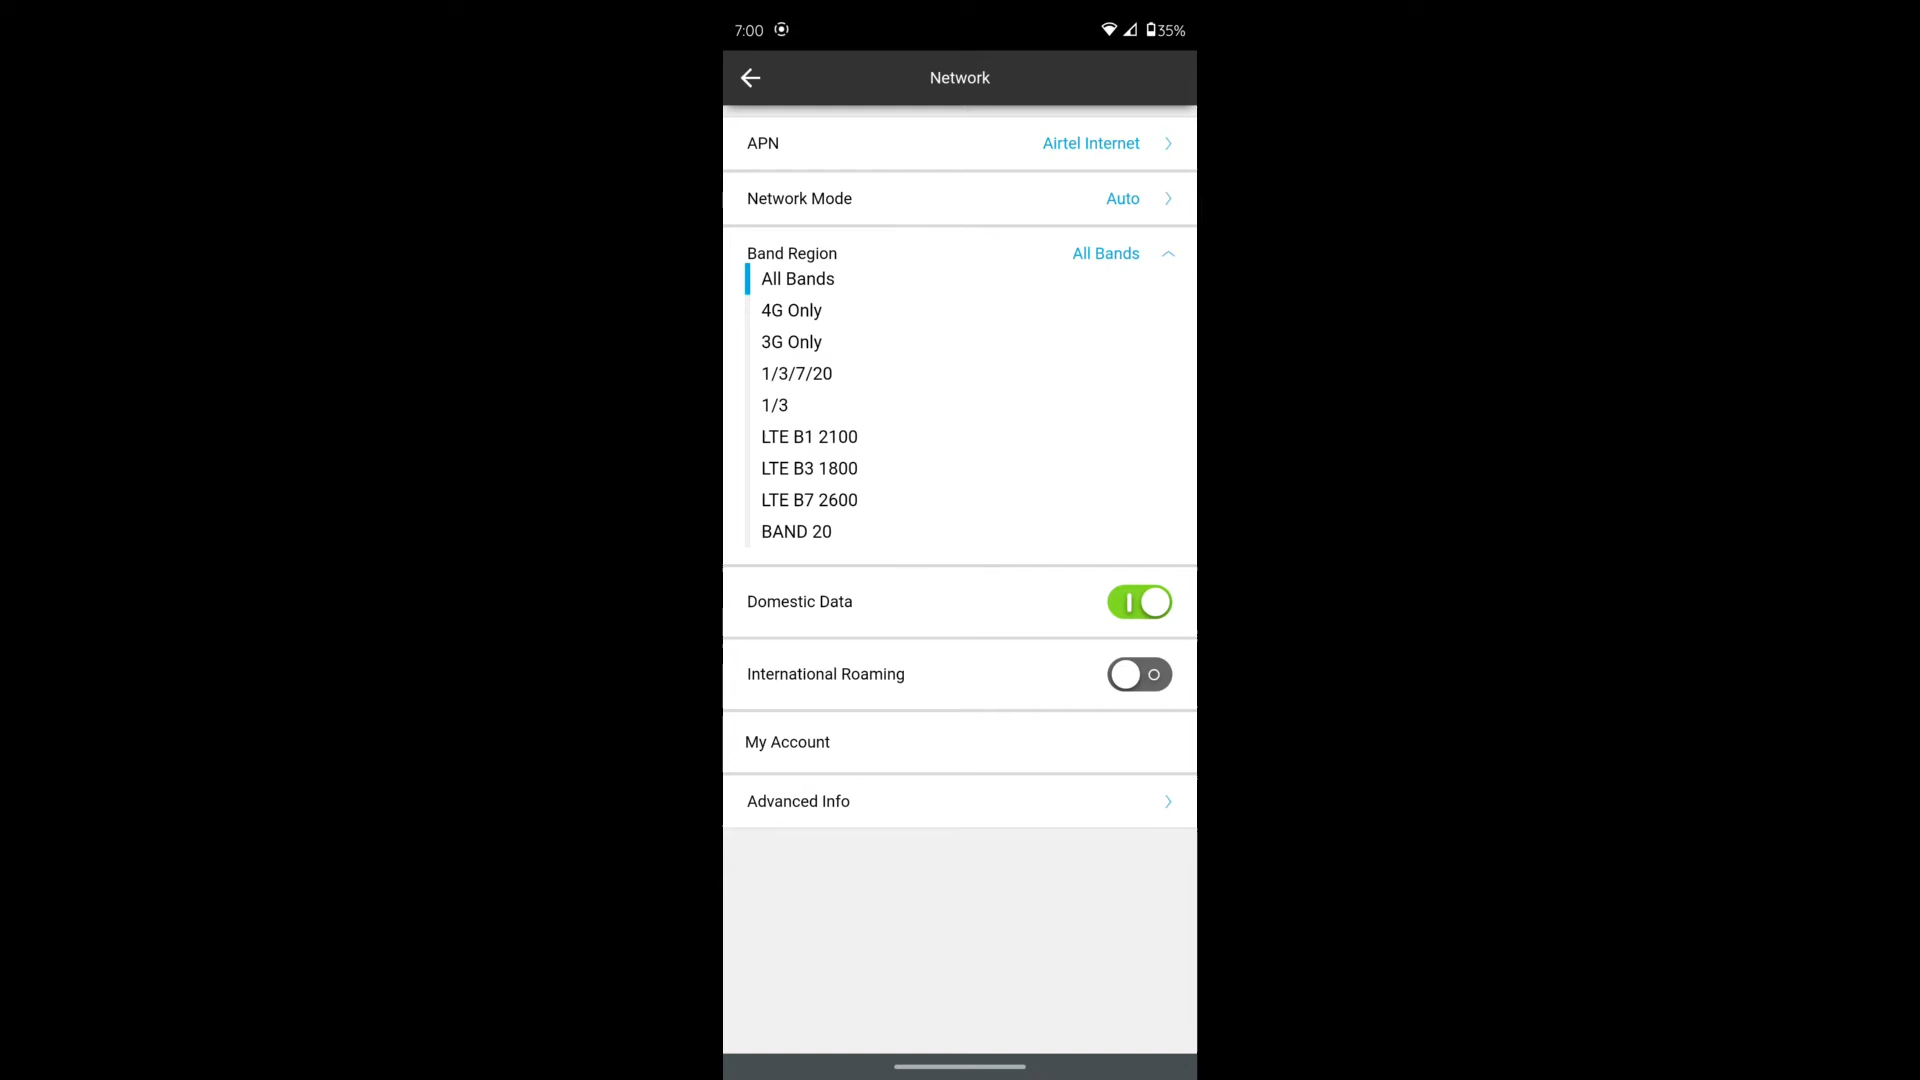 7:00 35%
Network
APN Airtel Internet
Network Mode Auto
Band Region All Bands
All Bands
4G Only
3G Only
1/3/7/20
1/3
LTE B1 2100
LTE B3 1800
LTE B7 2600
BAND 20
Domestic Data
International Roaming
My Account
Advanced Info